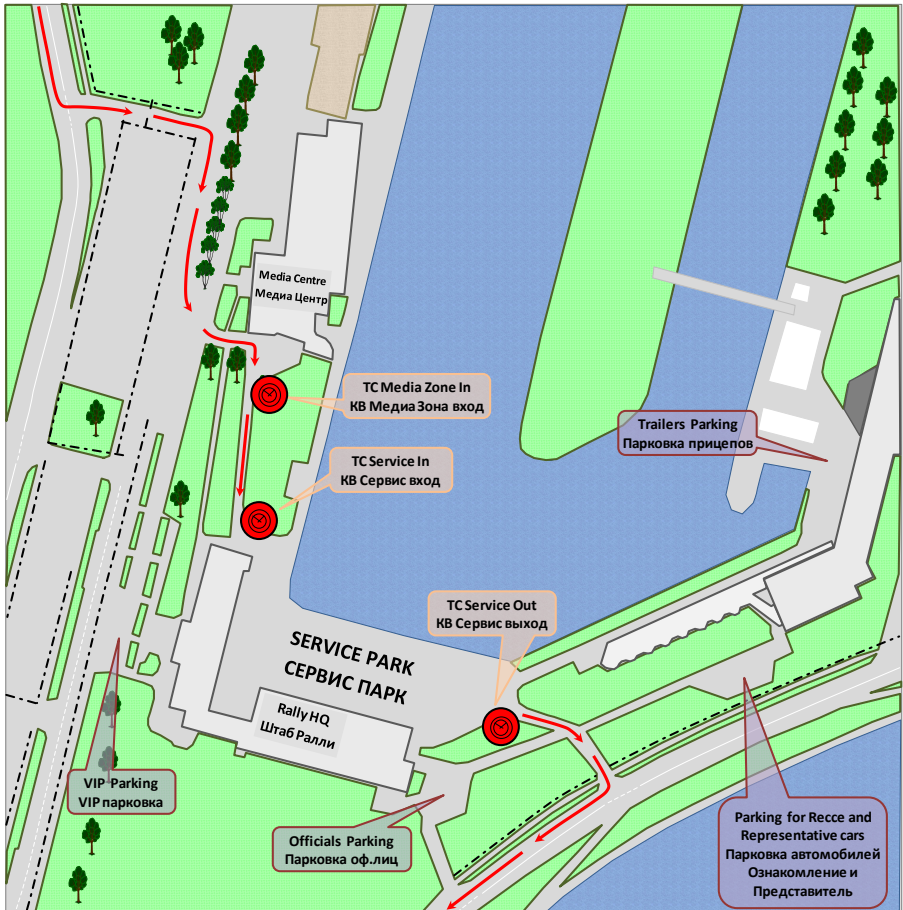 Media Centre
Медиа Центр
TC Media Zone In
КВ Медиа Зона вход
Trailers Parking
Парковка прицепов
TC Service In
КВ Сервис вход
TC Service Out
КВ Сервис выход
SERVICE PARK
СЕРВИС ПАРК
Rally HQ
Штаб Ралли
VIP Parking
VIP парковка
Officials Parking
Парковка оф.лиц
Parking for Recce and
Representative cars
Парковка автомобилей
Ознакомление и
Представитель